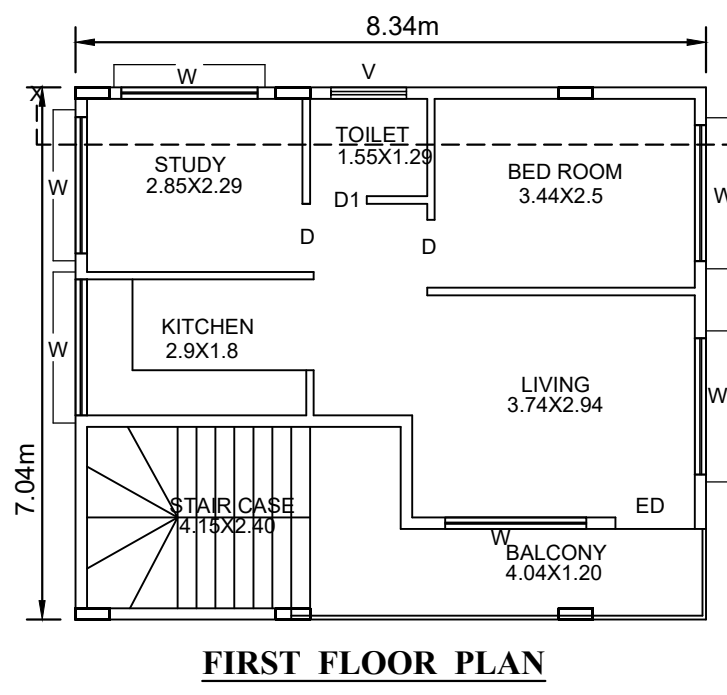 8.34m
W
V
X
STUDY
2.85X2.29
TOILET
1.55X1.29
BED ROOM
3.44X2.5
W
W
D1
D
D
KITCHEN
2.9X1.8
W
LIVING
3.74X2.94
W
7.04m
STAIR CASE
4.15X2.40
ED
W
BALCONY
4.04X1.20
FIRST FLOOR PLAN